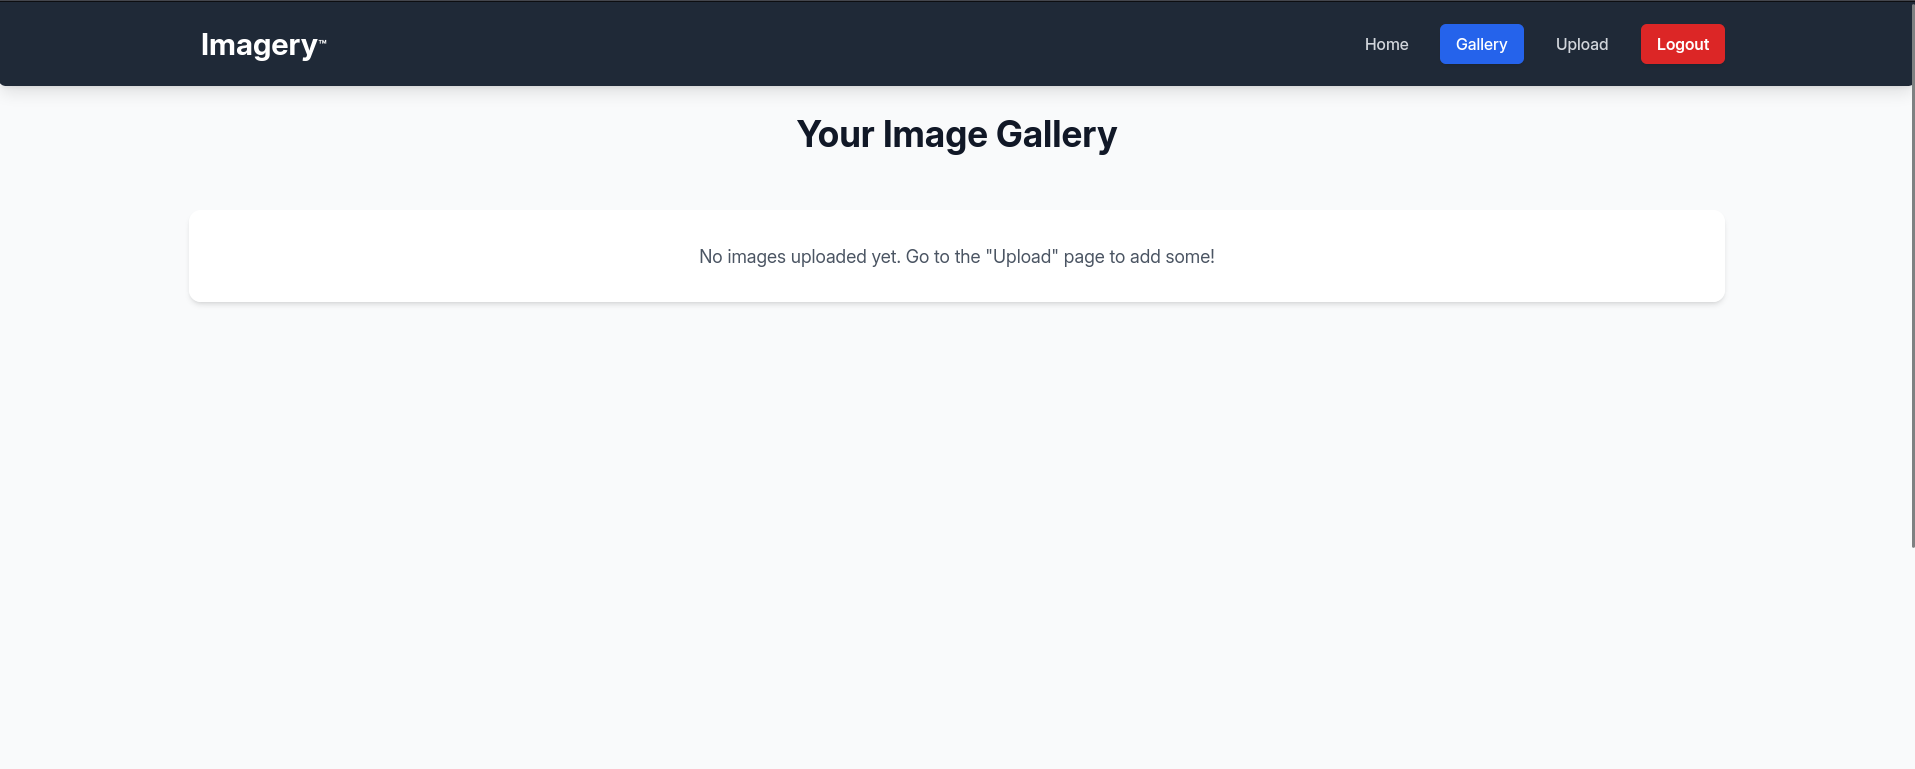 Imagery™
Home
Gallery
Upload
Logout
Your Image Gallery
No images uploaded yet. Go to the "Upload" page to add some!